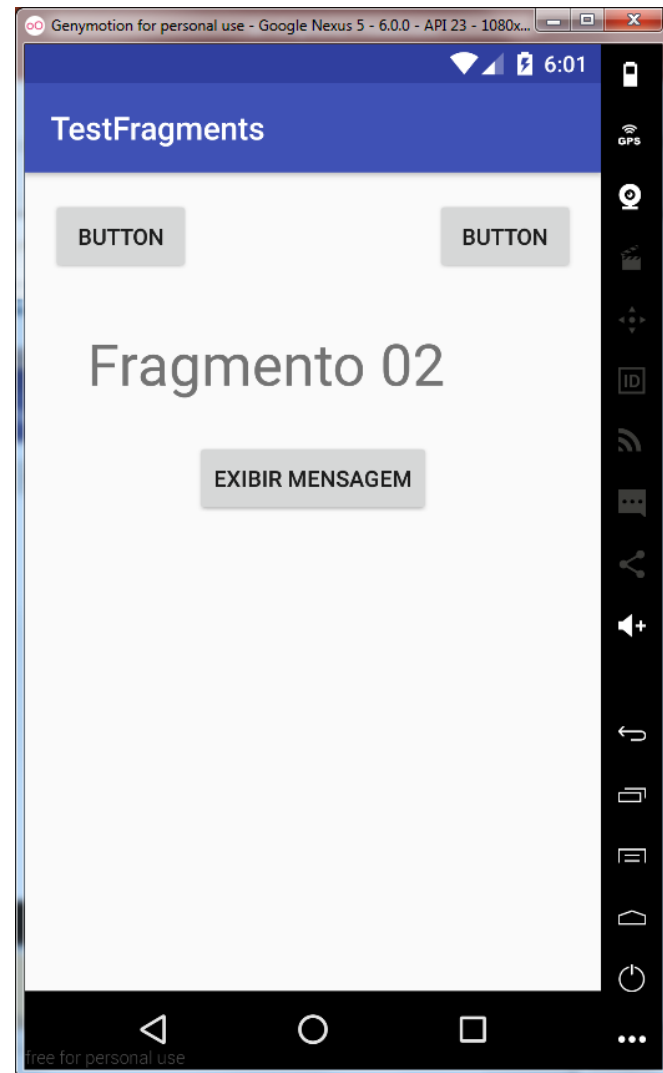 Genymotion for personal use - Google Nexus 5 - 6.0.0 - API 23 - 1080x...
6:01
TestFragments
GPS
BUTTON
BUTTON
ID
Fragmento 02
EXIBIR MENSAGEM
free for personal use